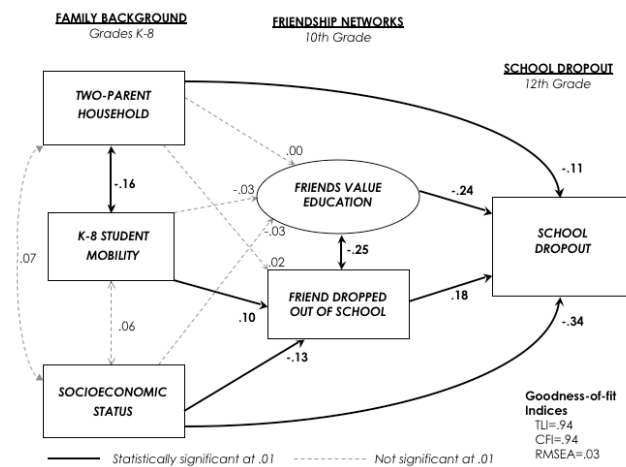 FAMILY BACKGROUND
Grades K-8
FRIENDSHIP NETWORKS
10th Grade
SCHOOL DROPOUT
12th Grade
TWO-PARENT
HOUSEHOLD
.00
-.11
-.16
-.03
FRIENDS VALUE
EDUCATION
-.24
K-8 STUDENT
MOBILITY
-.03
-.25
SCHOOL
DROPOUT
.07
.02
FRIEND DROPPED
OUT OF SCHOOL
.18
.10
.06
-.34
-.13
SOCIOECONOMIC
STATUS
Goodness-of-fit
Indices
TLI=.94
CFI=.94
RMSEA=.03
Statistically significant at .01
Not significant at .01